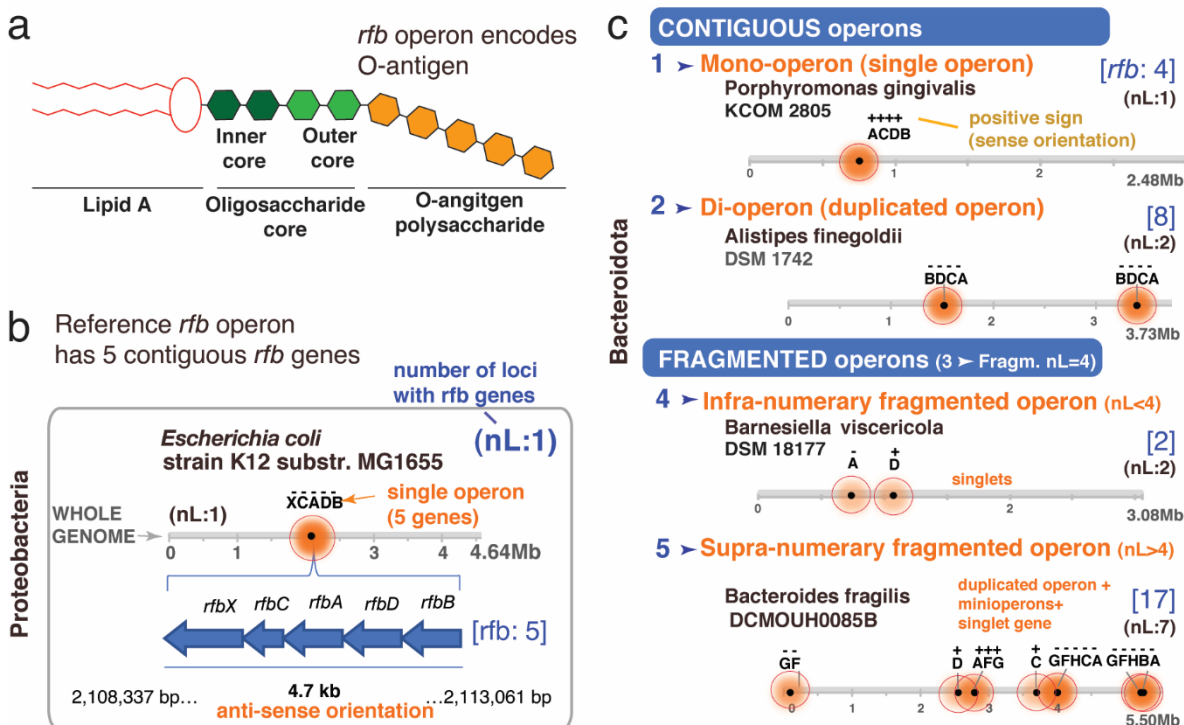 a
rfb operon encodes
O-antigen
Inner
core
Outer
core
Lipid A
Oligosaccharide
core
O-angitgen
polysaccharide
b
Reference rfb operon
has 5 contiguous rfb genes
number of loci
with rfb genes
(nL:1)
Proteobacteria
Escherichia coli
strain K12 substr. MG1655
- - - - -
XCADB
single operon
(5 genes)
WHOLE
GENOME
(nL:1)
0 1 3 4 4.64Mb
rfbX rfbC rfbA rfbD rfbB
[rfb: 5]
2,108,337 bp…
4.7 kb
…2,113,061 bp
anti-sense orientation
c
Bacteroidota
CONTIGUOUS operons
1 ➤ Mono-operon (single operon)
[rfb: 4]
(nL:1)
Porphyromonas gingivalis
KCOM 2805
++++
ACDB
positive sign
(sense orientation)
0 1 2
2.48Mb
2 ➤ Di-operon (duplicated operon)
[8]
(nL:2)
Alistipes finegoldii
DSM 1742
- - - -
BDCA
- - - -
BDCA
0 1 2 3
3.73Mb
FRAGMENTED operons (3 ➤ Fragm. nL=4)
4 ➤ Infra-numerary fragmented operon (nL<4)
Barnesiella viscericola
DSM 18177
[2]
(nL:2)
-
A
+
D
singlets
0 2
3.08Mb
5 ➤ Supra-numerary fragmented operon (nL>4)
Bacteroides fragilis
DCMOUH0085B
duplicated operon +
minioperons+
singlet gene
[17]
(nL:7)
- -
GF
+
D
+++
AFG
+
C
GFHCA
GFHBA
0 1 2 3 4
5.50Mb